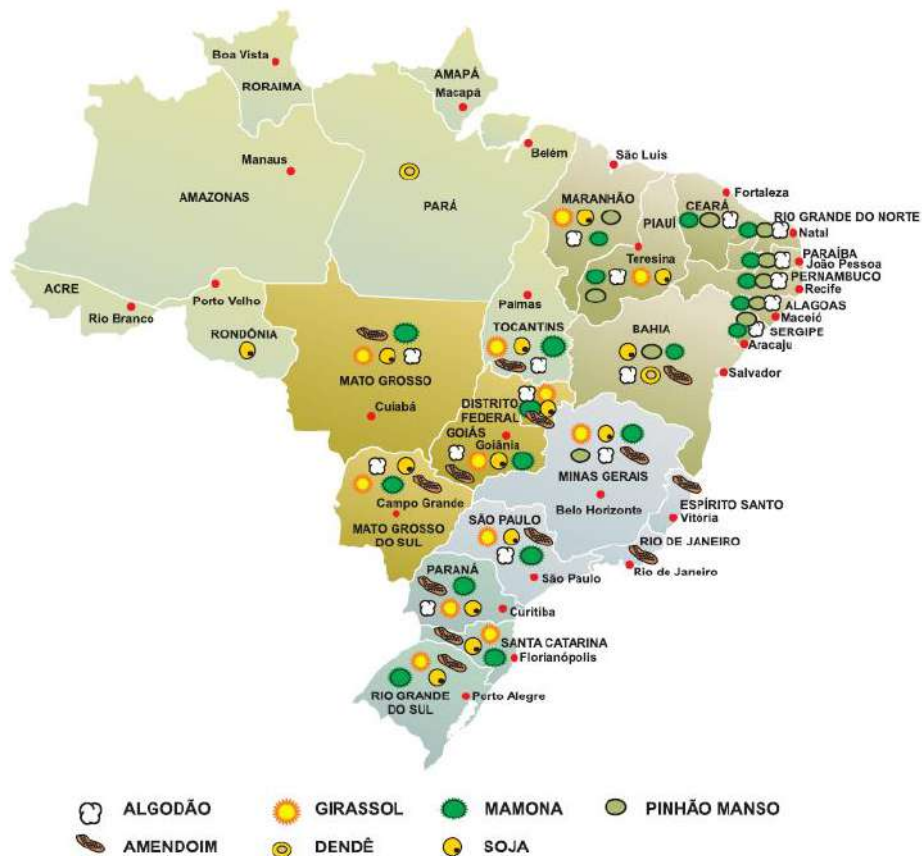 Boa Vista
RORAIMA
AMAPÁ
Macapá
Manaus
Belém
São Luis
AMAZONAS
PARÁ
MARANHÃO
PIAUÍ
CEARÁ
Fortaleza
RIO GRANDE DO NORTE
Natal
Teresina
PARAÍBA
João Pessoa
PERNAMBUCO
Recife
ACRE
Rio Branco
Porto Velho
RONDÔNIA
Palmas
TOCANTINS
BAHIA
ALAGOAS
Maceió
SERGIPE
Aracaju
Salvador
MATO GROSSO
Cuiabá
DISTRITO
FEDERAL
GOIÁS
Goiânia
MINAS GERAIS
Belo Horizonte
ESPÍRITO SANTO
Vitória
Campo Grande
MATO GROSSO
DO SUL
SÃO PAULO
São Paulo
RIO DE JANEIRO
Rio de Janeiro
PARANÁ
Curitiba
SANTA CATARINA
Florianópolis
RIO GRANDE
DO SUL
Porto Alegre
ALGODÃO
GIRASSOL
MAMONA
PINHÃO MANSO
AMENDOIM
DENDÊ
SOJA